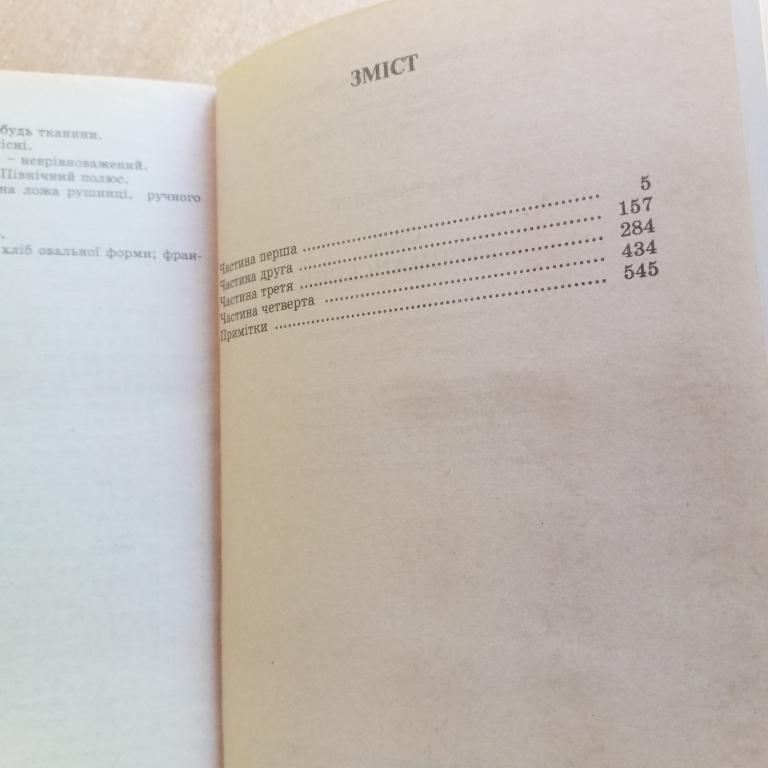 будь тканини.
існі.
– неврівноважений.
Північний полюс.
на ложа рушниці, ручного
хліб овальної форми; фран-
ЗМІСТ
Частина перша 5
Частина друга 157
Частина третя 284
Частина четверта 434
Примітки 545